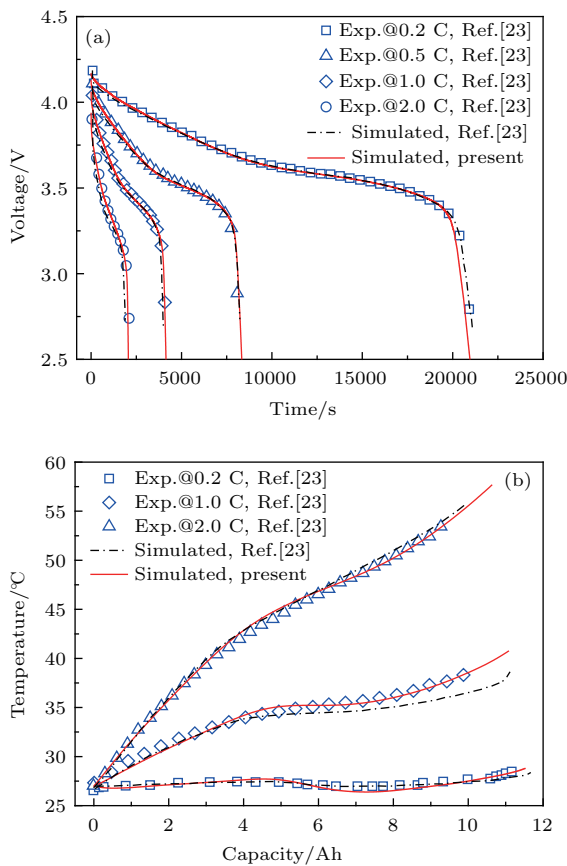 (a)
Exp.@0.2 C, Ref.[23]
Exp.@0.5 C, Ref.[23]
Exp.@1.0 C, Ref.[23]
Exp.@2.0 C, Ref.[23]
Simulated, Ref.[23]
Simulated, present
4.5
4.0
3.5
3.0
2.5
Voltage/V
0
5000
10000
15000
20000
25000
Time/s
(b)
Exp.@0.2 C, Ref.[23]
Exp.@1.0 C, Ref.[23]
Exp.@2.0 C, Ref.[23]
Simulated, Ref.[23]
Simulated, present
60
55
50
45
40
35
30
25
Temperature/℃
0
2
4
6
8
10
12
Capacity/Ah